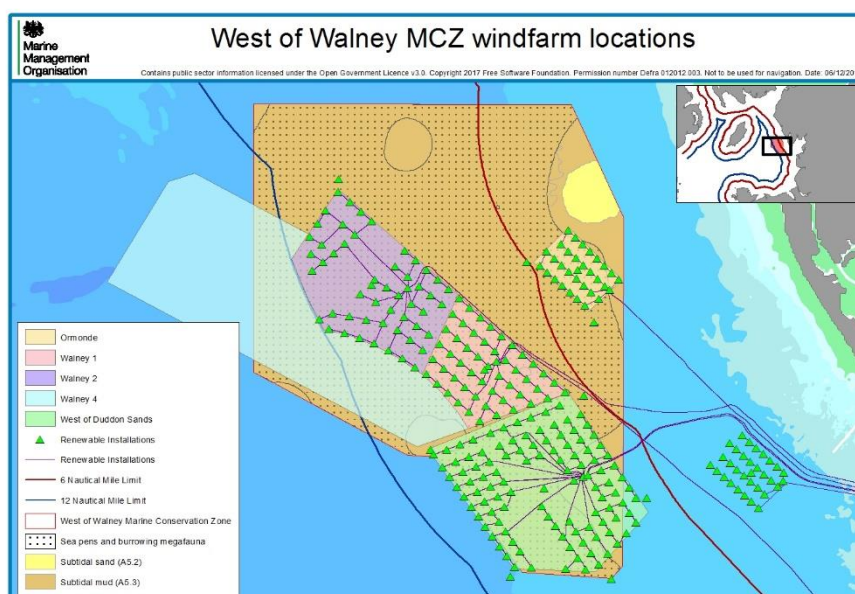 Marine
Management
Organisation
West of Walney MCZ windfarm locations
Contains public sector information licensed under the Open Government Licence v3.0. Copyright 2017 Free Software Foundation. Permission number Defra 012012.003. Not to be used for navigation. Date: 06/12/20
Ormonde
Walney 1
Walney 2
Walney 4
West of Duddon Sands
Renewable Installations
Renewable Installations
6 Nautical Mile Limit
12 Nautical Mile Limit
West of Walney Marine Conservation Zone
Sea pens and burrowing megafauna
Subtidal sand (A5.2)
Subtidal mud (A5.3)